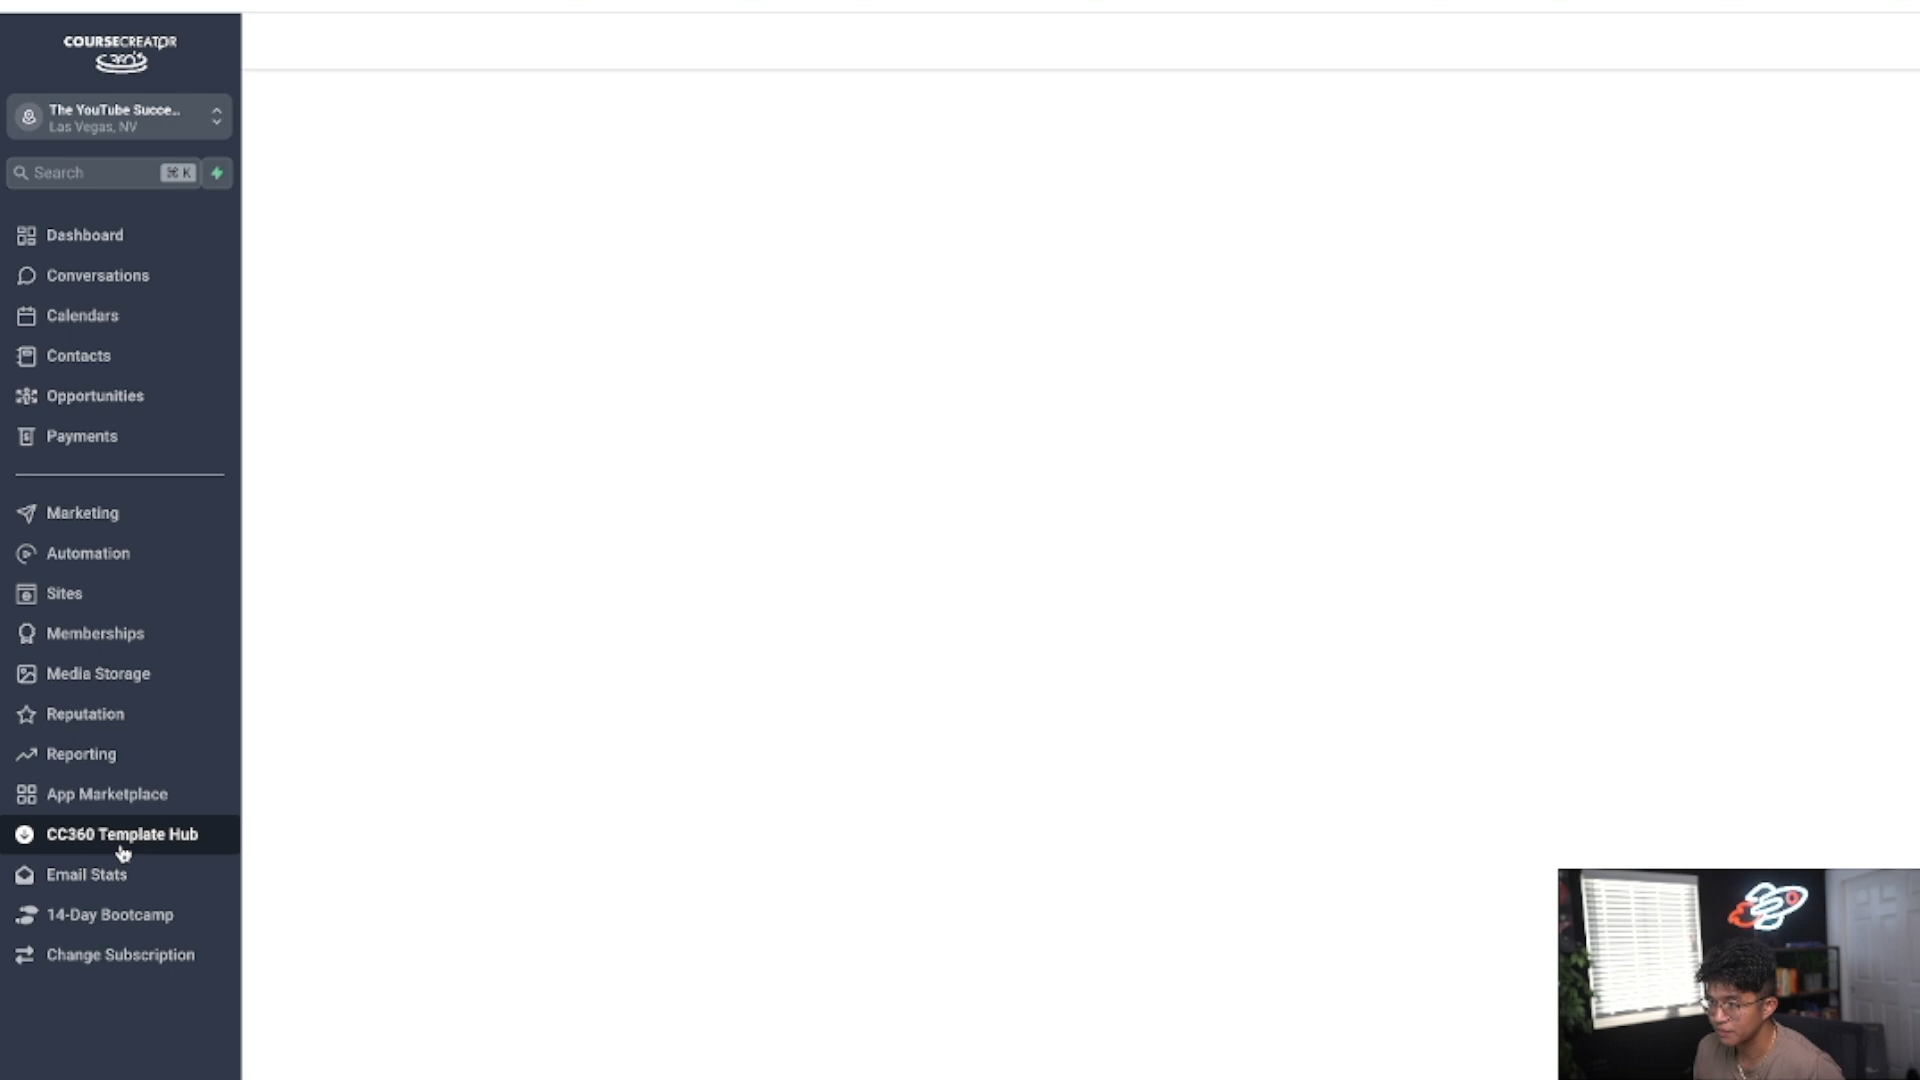 COURSECREATOR
360
The YouTube Succe...
Las Vegas, NV
Search ⌘ K
Dashboard
Conversations
Calendars
Contacts
Opportunities
Payments
Marketing
Automation
Sites
Memberships
Media Storage
Reputation
Reporting
App Marketplace
CC360 Template Hub
Email Stats
14-Day Bootcamp
Change Subscription